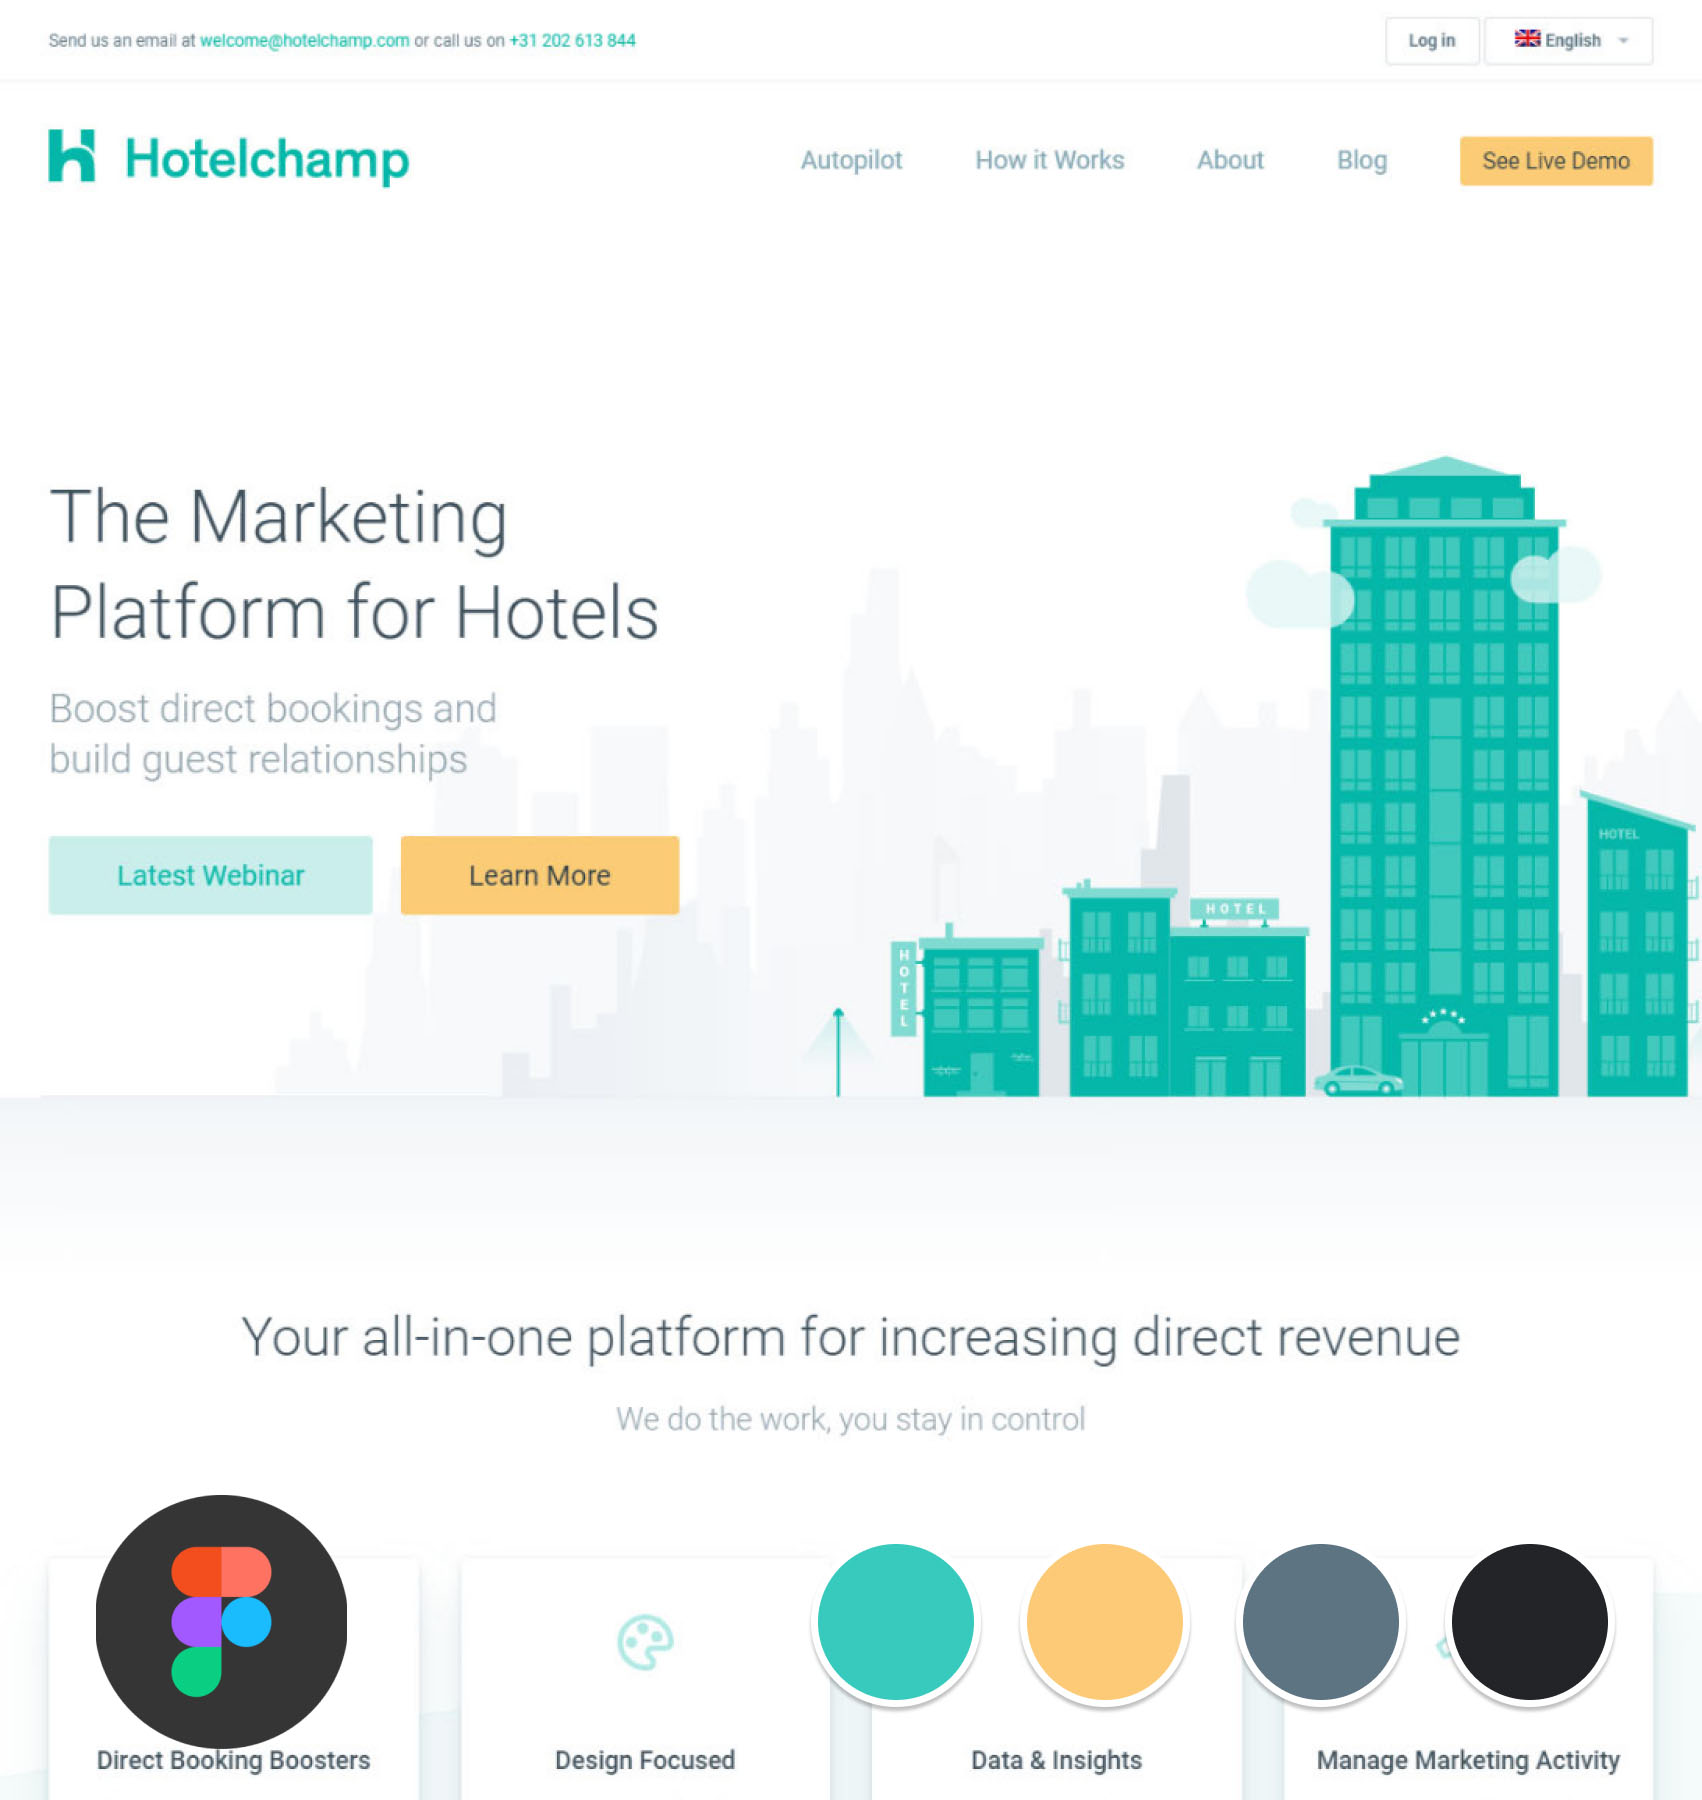 Send us an email at welcome@hotelchamp.com or call us on +31 202 613 844
Log in
English
Hotelchamp
Autopilot
How it Works
About
Blog
See Live Demo
The Marketing
Platform for Hotels
Boost direct bookings and
build guest relationships
Latest Webinar
Learn More
HOTEL
HOTEL
HOTEL
Your all-in-one platform for increasing direct revenue
We do the work, you stay in control
Direct Booking Boosters
Design Focused
Data & Insights
Manage Marketing Activity